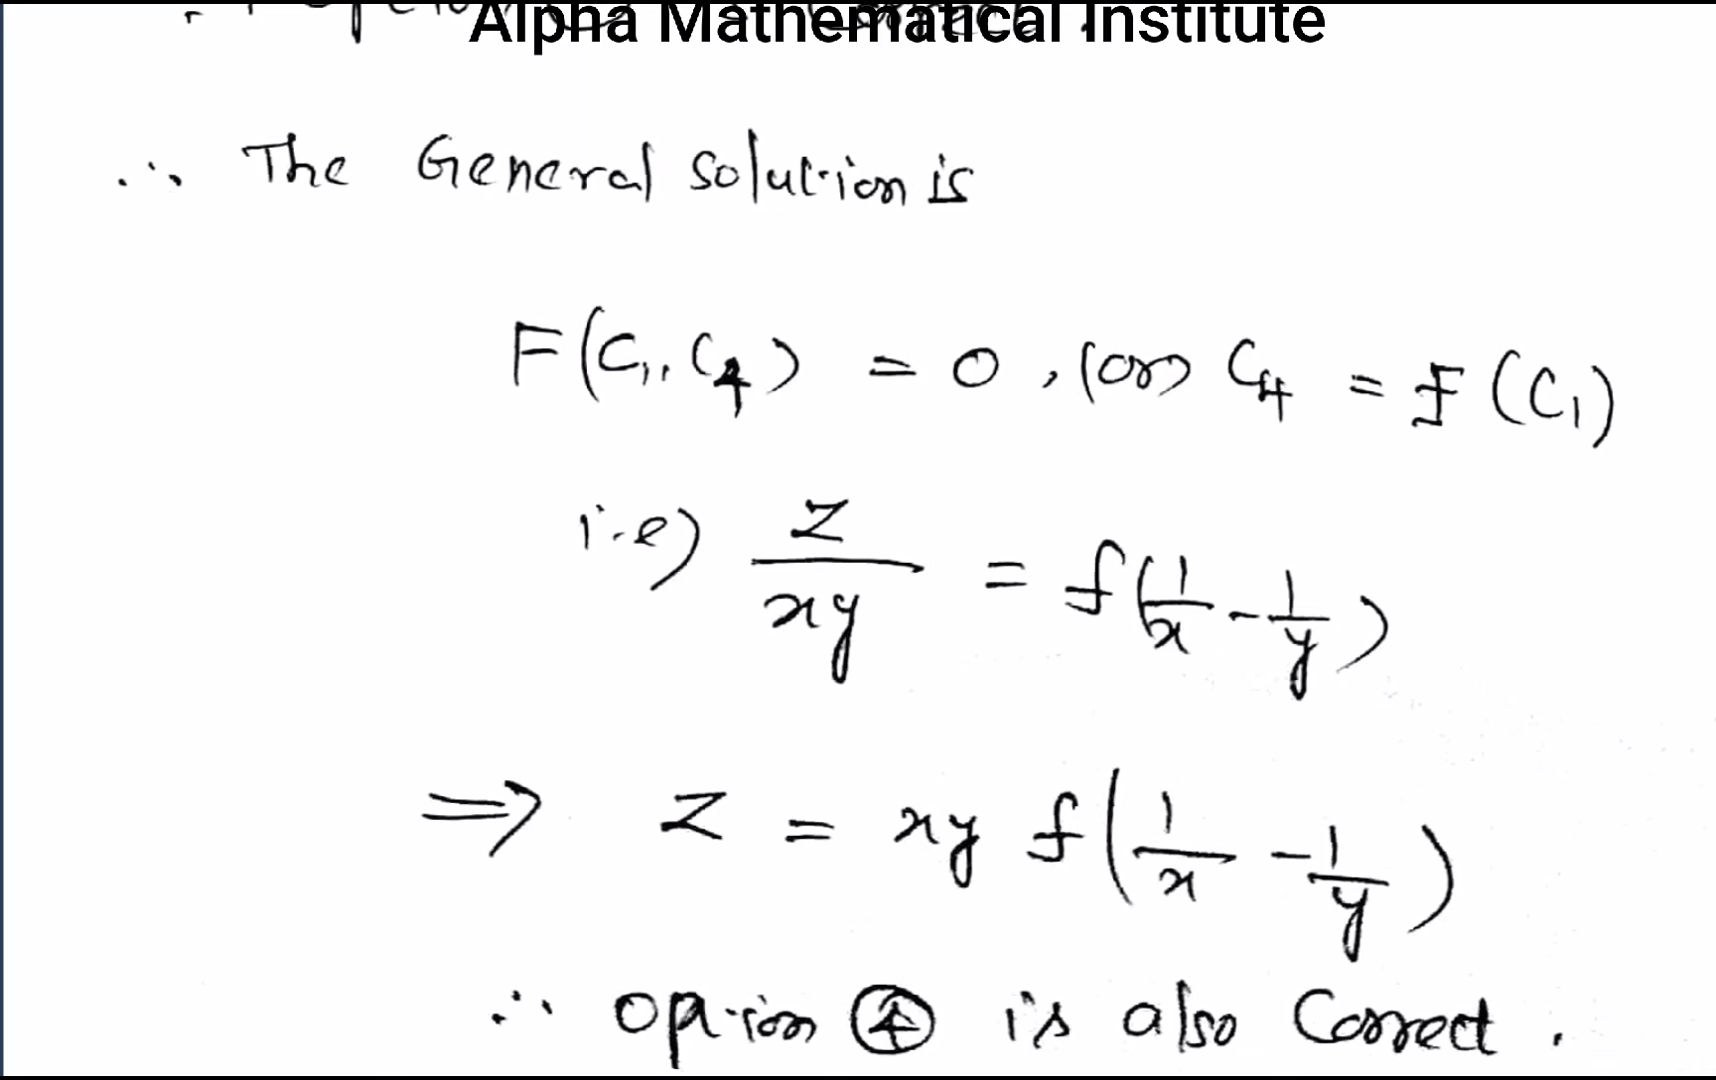 Alpha Mathematical Institute
∴ The General solution is
F(C₁, C₄) = 0, (or) C₄ = F(C₁)
i.e) z/xy = f(1/x - 1/y)
⇒ z = xy f(1/x - 1/y)
∴ option ④ is also correct.